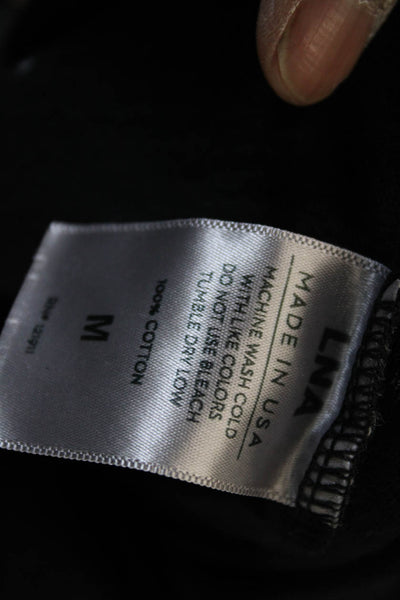 LNA
MADE IN USA
MACHINE WASH COLD
WITH LIKE COLORS
DO NOT USE BLEACH
TUMBLE DRY LOW
100% COTTON
M